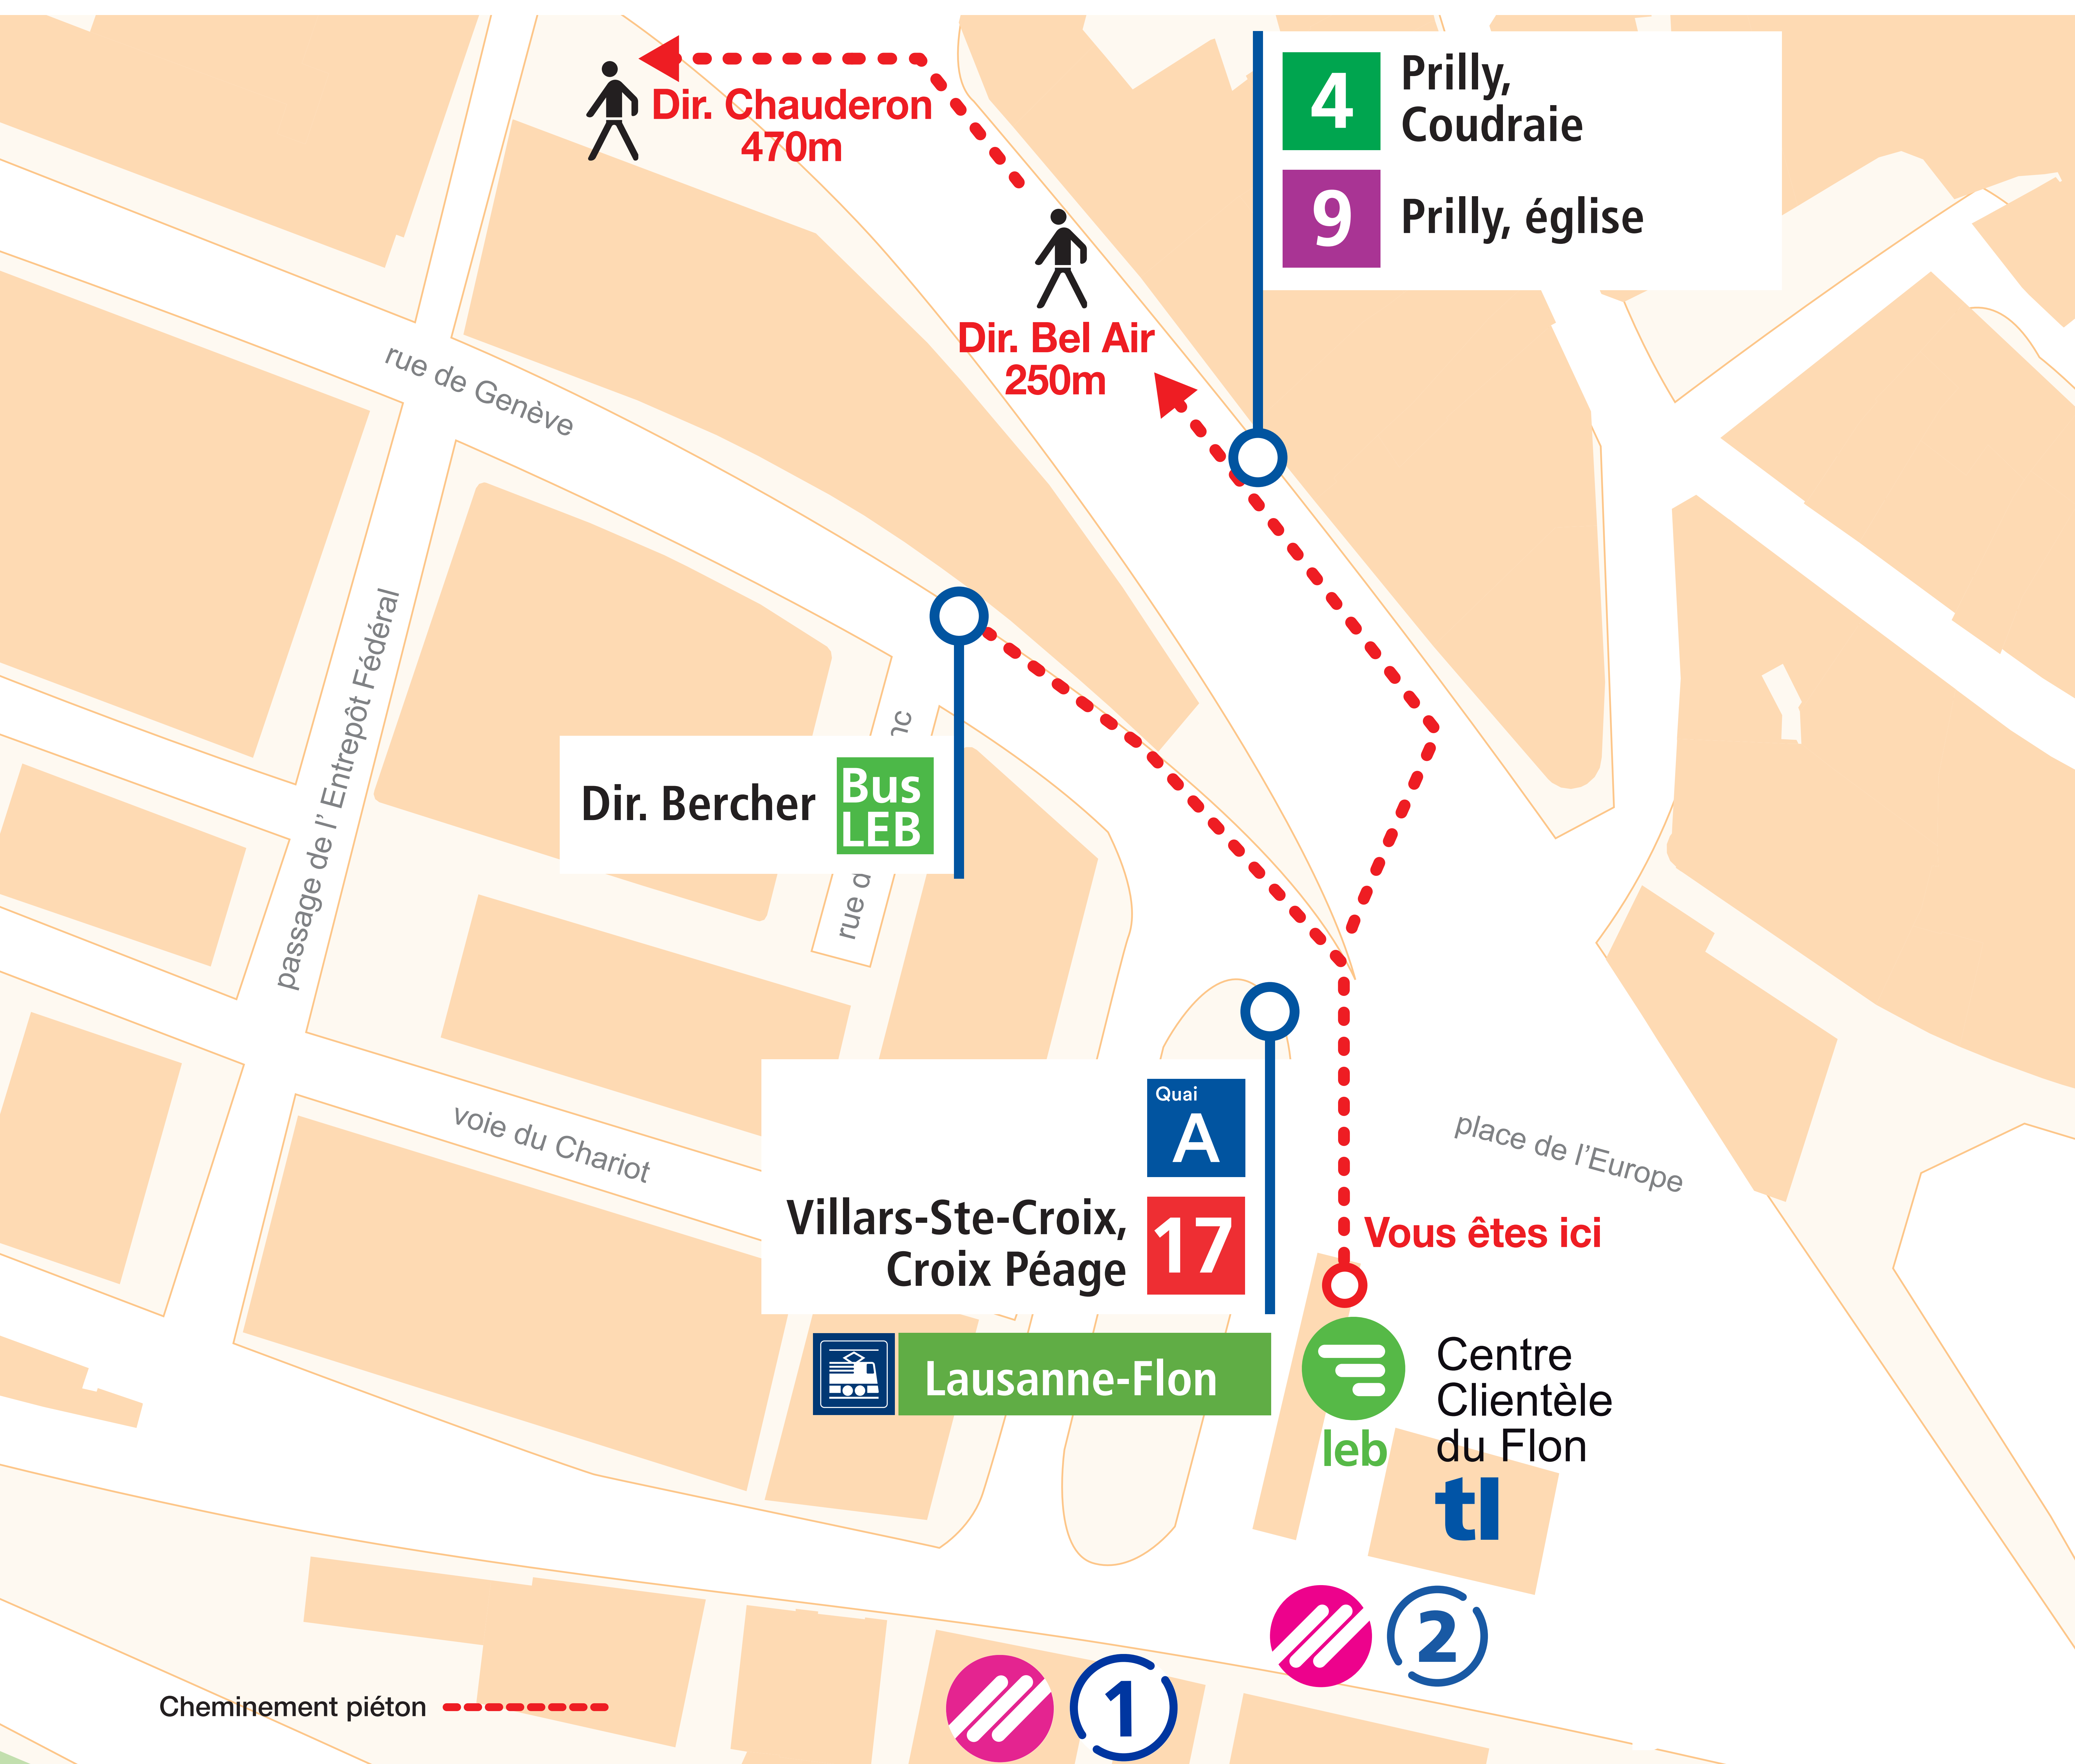 Dir. Chauderon
470m
4
Prilly,
Coudraie
9
Prilly, église
Dir. Bel Air
250m
rue de Genève
passage de l' Entrepôt Fédéral
Dir. Bercher
Bus
LEB
rue
Quai
A
Villars-Ste-Croix,
Croix Péage
17
voie du Chariot
place de l'Europe
Vous êtes ici
Lausanne-Flon
leb
Centre
Clientèle
du Flon
tl
2
1
Cheminement piéton